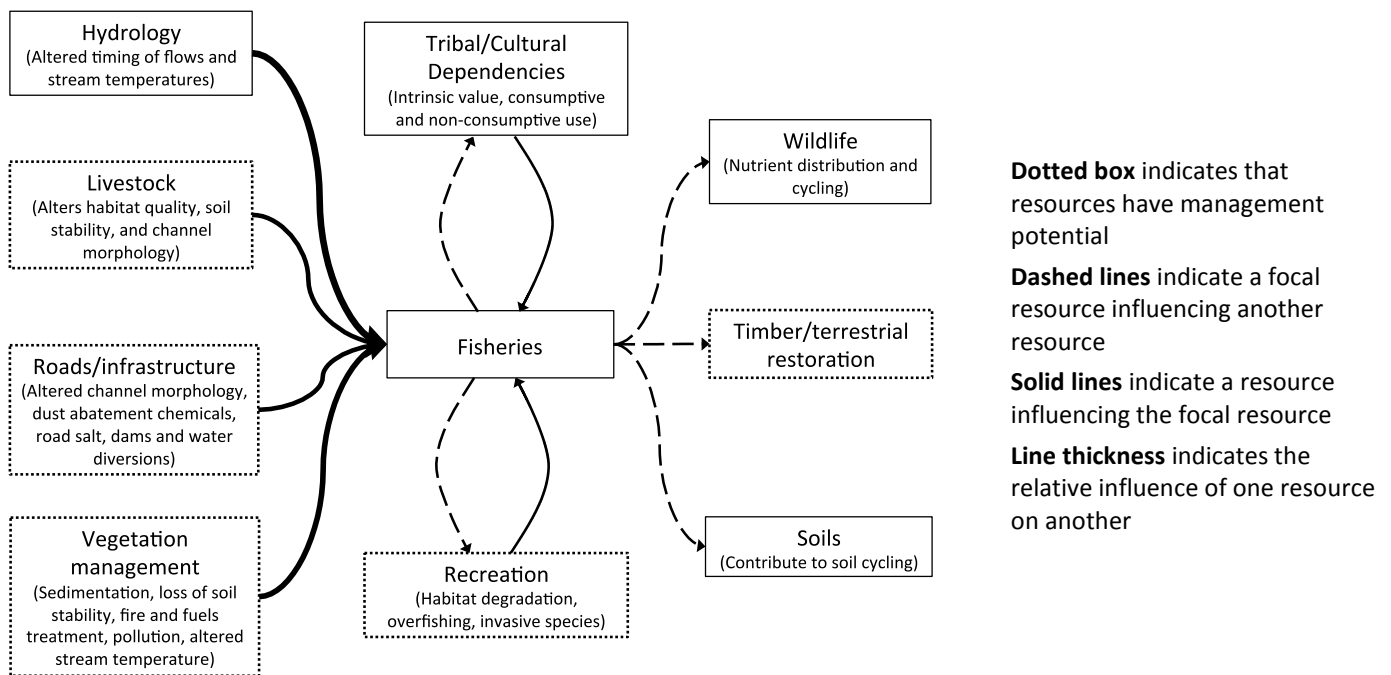 Hydrology
(Altered timing of flows and
stream temperatures)
Livestock
(Alters habitat quality, soil
stability, and channel
morphology)
Roads/infrastructure
(Altered channel morphology,
dust abatement chemicals,
road salt, dams and water
diversions)
Vegetation
management
(Sedimentation, loss of soil
stability, fire and fuels
treatment, pollution, altered
stream temperature)
Tribal/Cultural
Dependencies
(Intrinsic value, consumptive
and non-consumptive use)
Fisheries
Recreation
(Habitat degradation,
overfishing, invasive species)
Wildlife
(Nutrient distribution and
cycling)
Timber/terrestrial
restoration
Soils
(Contribute to soil cycling)
Dotted box indicates that
resources have management
potential
Dashed lines indicate a focal
resource influencing another
resource
Solid lines indicate a resource
influencing the focal resource
Line thickness indicates the
relative influence of one resource
on another